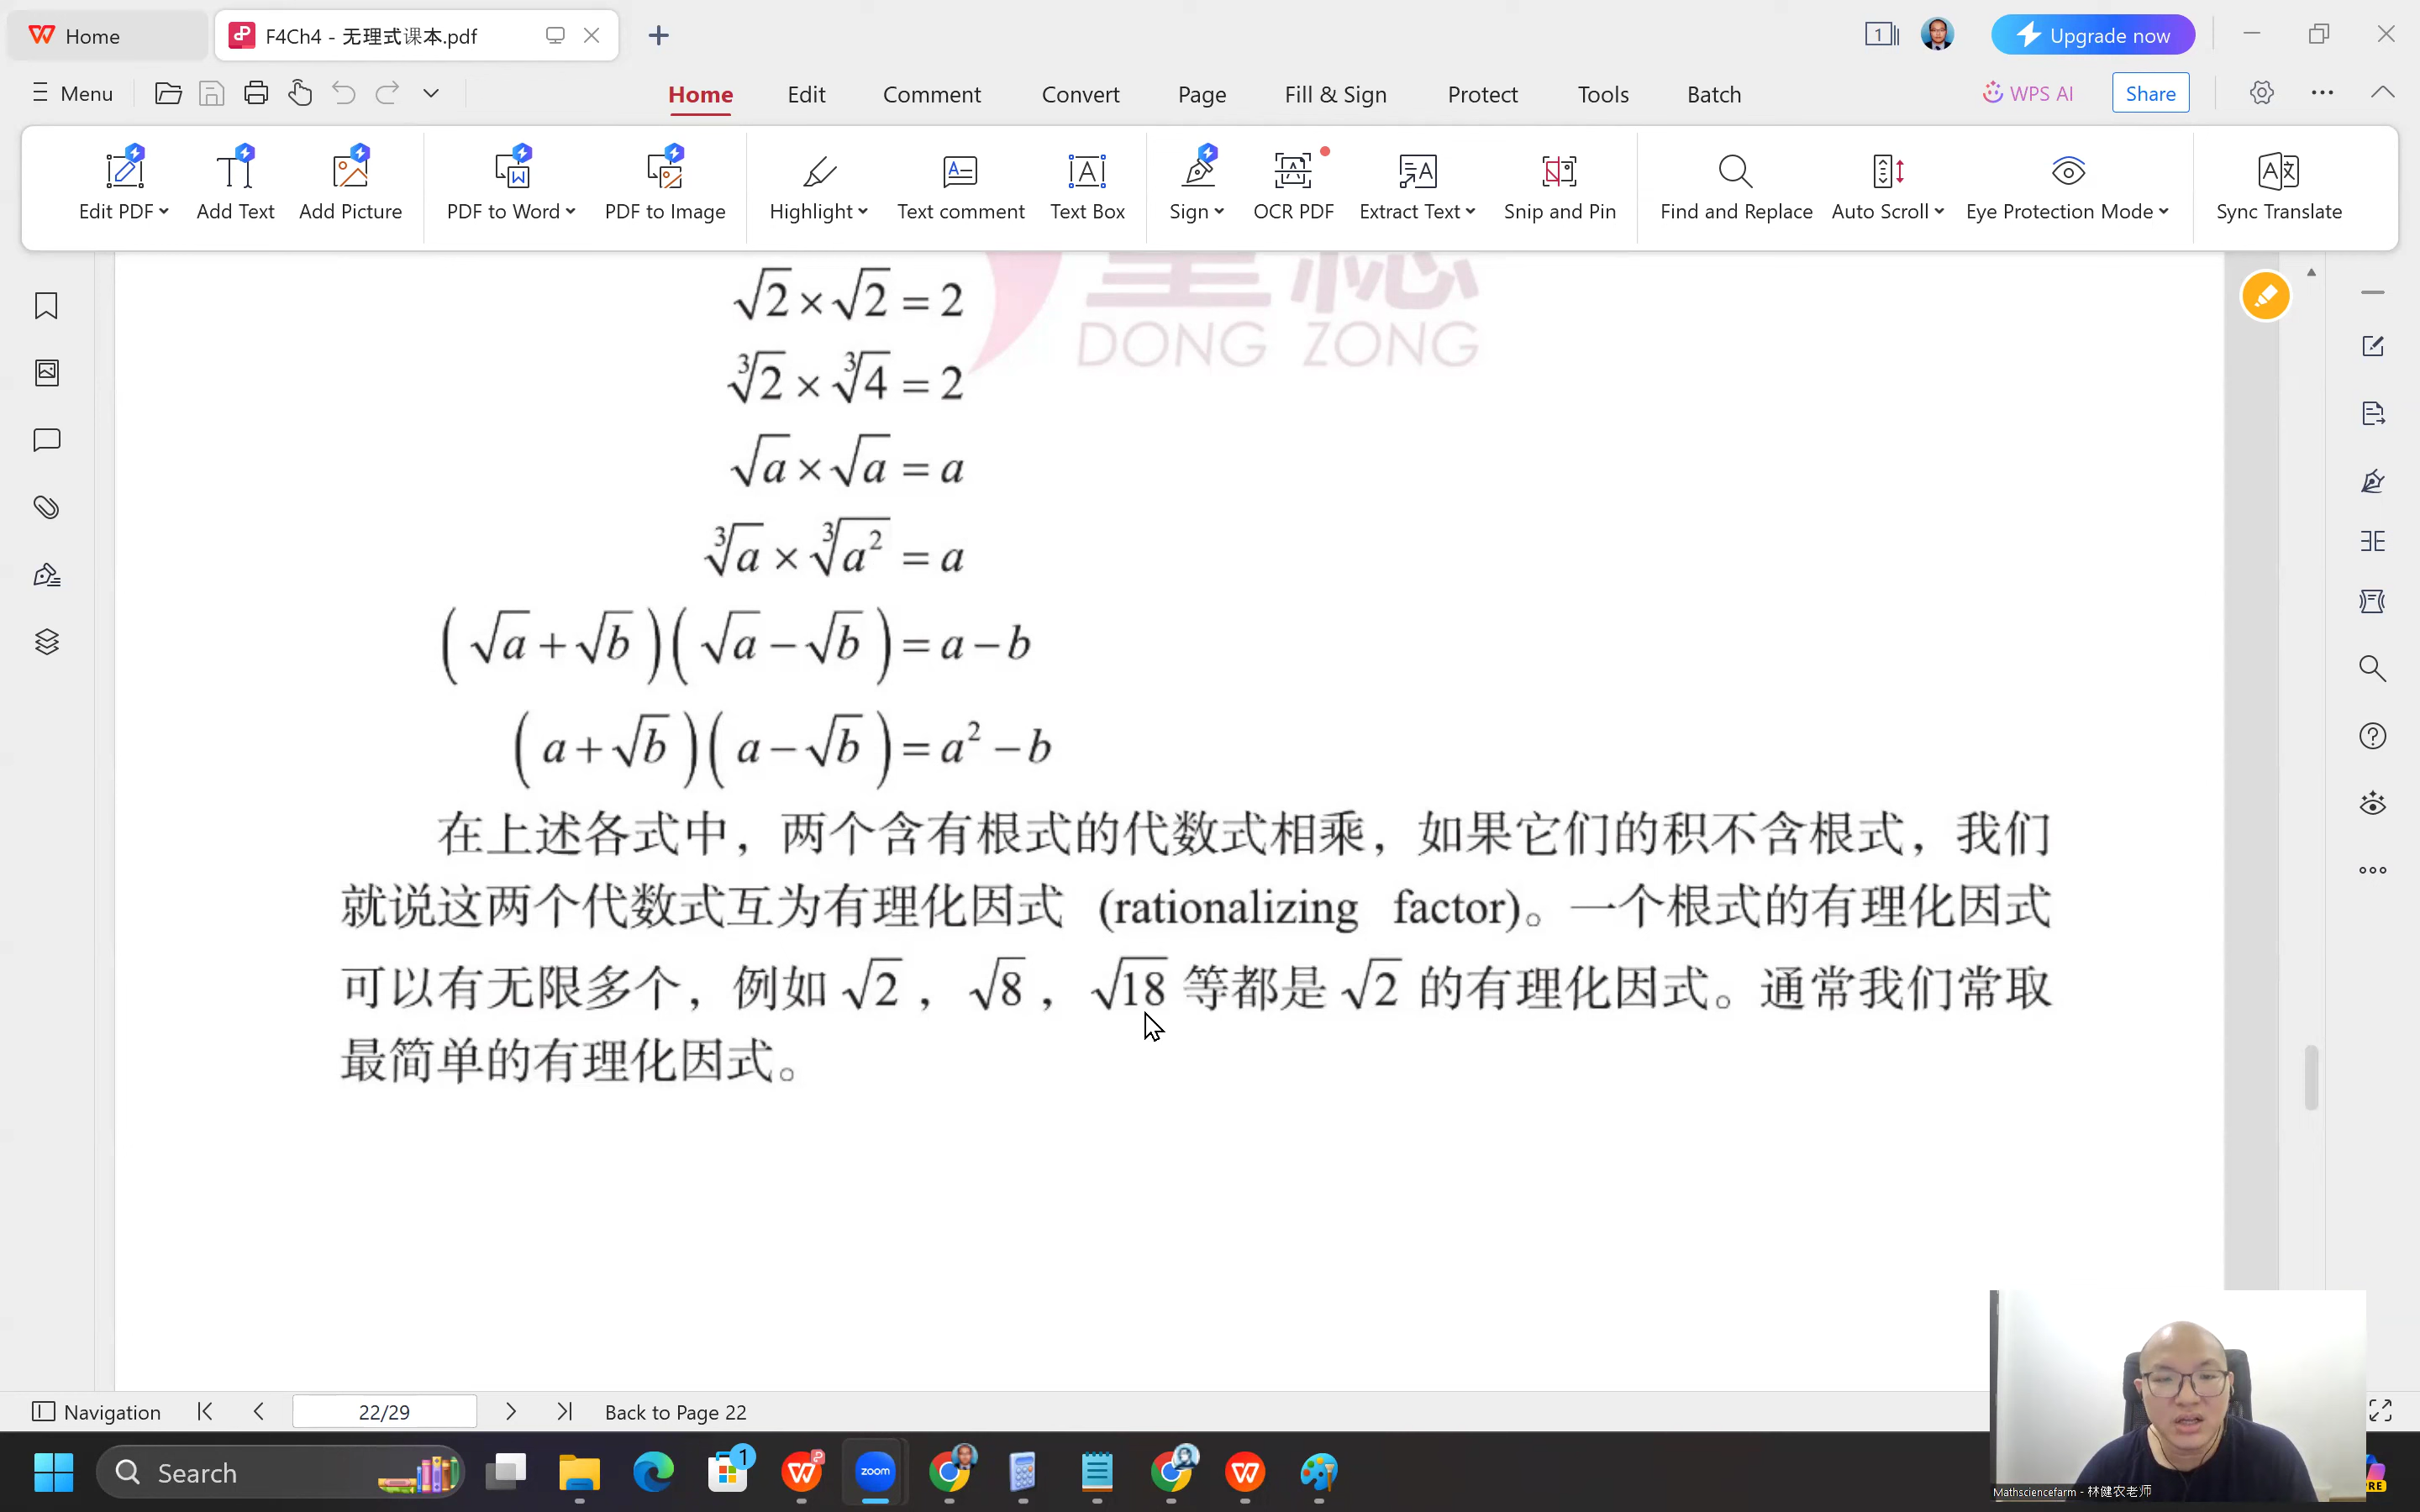 Home
F4Ch4 - 无理式课本.pdf
1
Upgrade now
Menu
Home Edit Comment Convert Page Fill & Sign Protect Tools Batch
WPS AI
Share
Edit PDF Add Text Add Picture PDF to Word PDF to Image Highlight Text comment Text Box Sign OCR PDF Extract Text Snip and Pin Find and Replace Auto Scroll Eye Protection Mode Sync Translate
DONG ZONG
√2 × √2 = 2
∛2 × ∛4 = 2
√a × √a = a
∛a × ∛a² = a
(√a + √b)(√a − √b) = a − b
(a + √b)(a − √b) = a² − b
在上述各式中，两个含有根式的代数式相乘，如果它们的积不含根式，我们
就说这两个代数式互为有理化因式 (rationalizing factor)。一个根式的有理化因式
可以有无限多个，例如 √2，√8，√18 等都是 √2 的有理化因式。通常我们常取
最简单的有理化因式。
Navigation
22/29
Back to Page 22
Search
1
zoom
Mathsciencefarm - 林健农老师
PRE